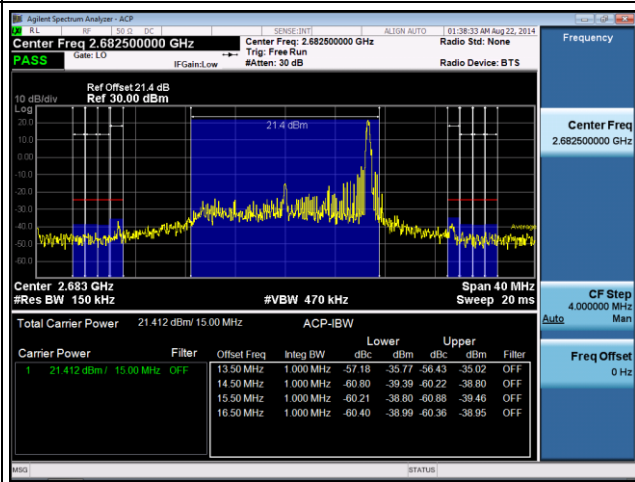 Agilent Spectrum Analyzer - ACP
RL RF 50 Ω DC SENSE:INT ALIGN AUTO 01:38:33 AM Aug 22, 2014
Center Freq 2.682500000 GHz Center Freq: 2.682500000 GHz Radio Std: None Frequency
PASS Gate: LO IFGain:Low Trig: Free Run #Atten: 30 dB Radio Device: BTS
Ref Offset 21.4 dB
10 dB/div Ref 30.00 dBm
Log
20.0
10.0
0.00
-10.0
-20.0
-30.0
-40.0
-50.0
-60.0
21.4 dBm
Average
Center Freq
2.682500000 GHz
Center 2.683 GHz Span 40 MHz
#Res BW 150 kHz #VBW 470 kHz Sweep 20 ms
CF Step
4.000000 MHz
Auto Man
Total Carrier Power 21.412 dBm/ 15.00 MHz ACP-IBW
Lower Upper
Carrier Power Filter Offset Freq Integ BW dBc dBm dBc dBm Filter
1 21.412 dBm / 15.00 MHz OFF 13.50 MHz 1.000 MHz -57.18 -35.77 -56.43 -35.02 OFF
14.50 MHz 1.000 MHz -60.80 -39.39 -60.22 -38.80 OFF
15.50 MHz 1.000 MHz -60.21 -38.80 -60.88 -39.46 OFF
16.50 MHz 1.000 MHz -60.40 -38.99 -60.36 -38.95 OFF
Freq Offset
0 Hz
MSG STATUS